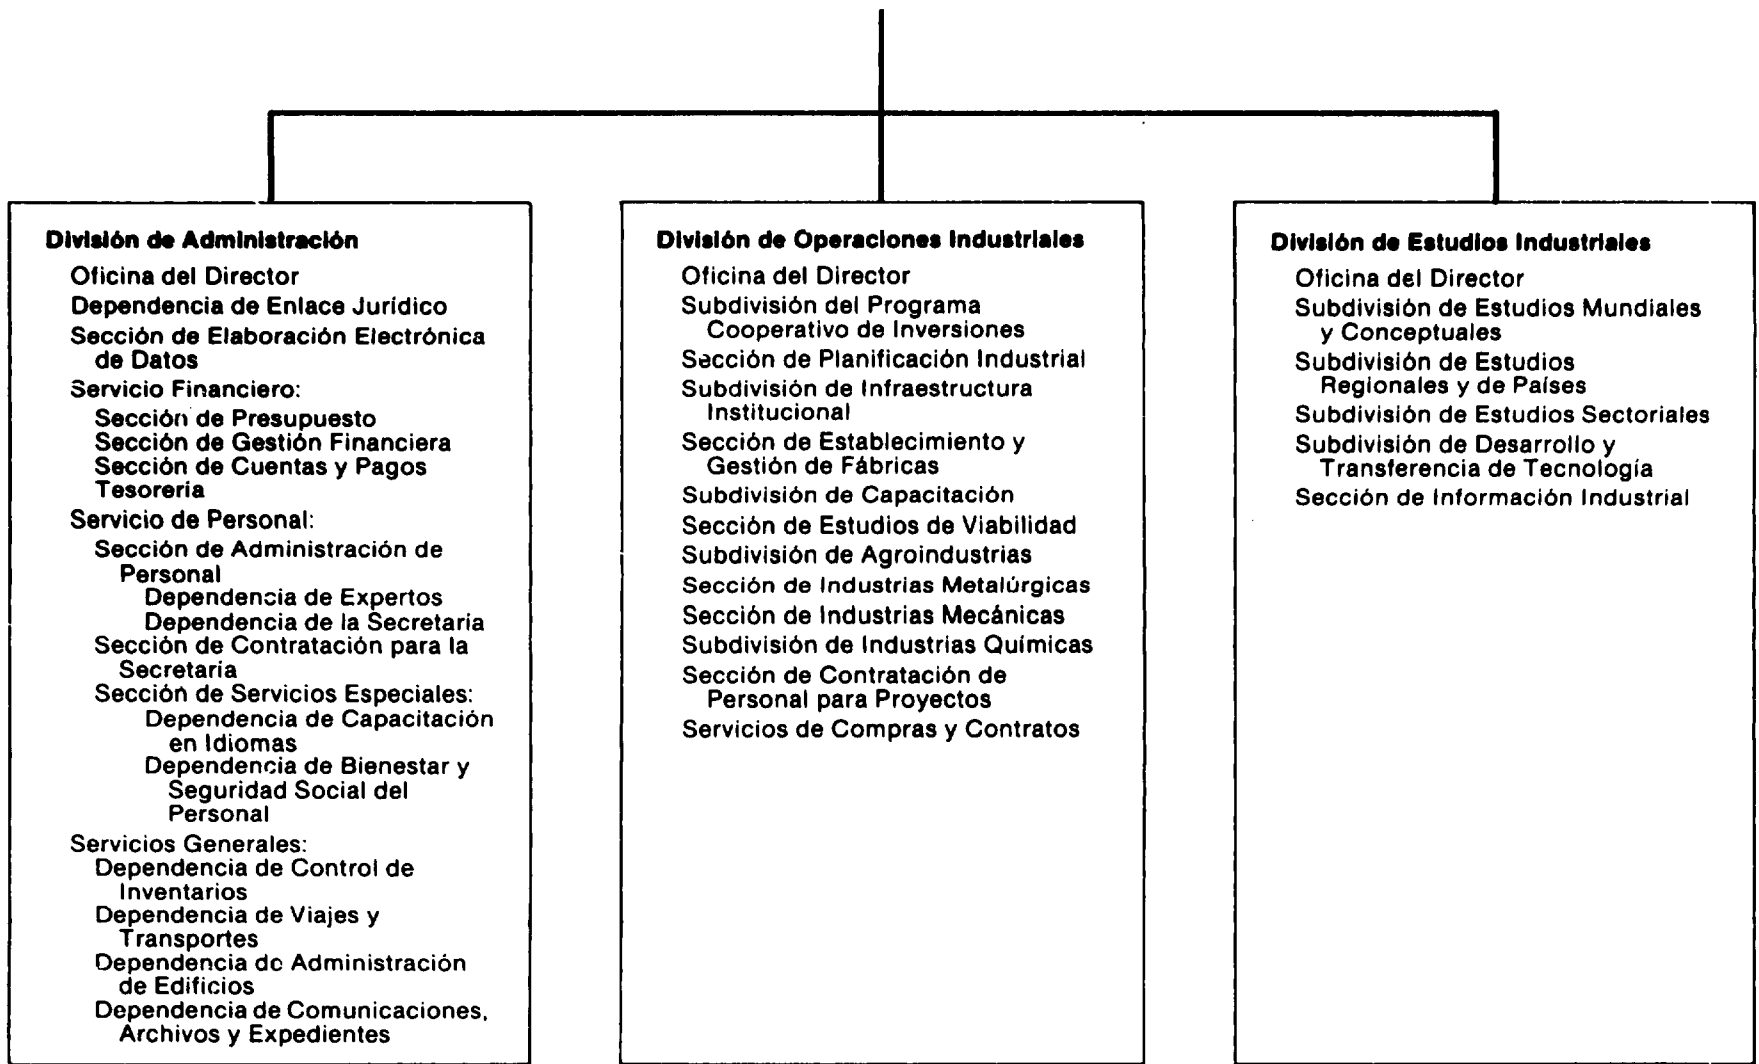 División de Administración
Oficina del Director
Dependencia de Enlace Jurídico
Sección de Elaboración Electrónica
de Datos
Servicio Financiero:
Sección de Presupuesto
Sección de Gestión Financiera
Sección de Cuentas y Pagos
Tesorería
Servicio de Personal:
Sección de Administración de
Personal
Dependencia de Expertos
Dependencia de la Secretaría
Sección de Contratación para la
Secretaría
Sección de Servicios Especiales:
Dependencia de Capacitación
en Idiomas
Dependencia de Bienestar y
Seguridad Social del
Personal
Servicios Generales:
Dependencia de Control de
Inventarios
Dependencia de Viajes y
Transportes
Dependencia de Administración
de Edificios
Dependencia de Comunicaciones,
Archivos y Expedientes
División de Operaciones Industriales
Oficina del Director
Subdivisión del Programa
Cooperativo de Inversiones
Sección de Planificación Industrial
Subdivisión de Infraestructura
Institucional
Sección de Establecimiento y
Gestión de Fábricas
Subdivisión de Capacitación
Sección de Estudios de Viabilidad
Subdivisión de Agroindustrias
Sección de Industrias Metalúrgicas
Sección de Industrias Mecánicas
Subdivisión de Industrias Químicas
Sección de Contratación de
Personal para Proyectos
Servicios de Compras y Contratos
División de Estudios Industriales
Oficina del Director
Subdivisión de Estudios Mundiales
y Conceptuales
Subdivisión de Estudios
Regionales y de Países
Subdivisión de Estudios Sectoriales
Subdivisión de Desarrollo y
Transferencia de Tecnología
Sección de Información Industrial